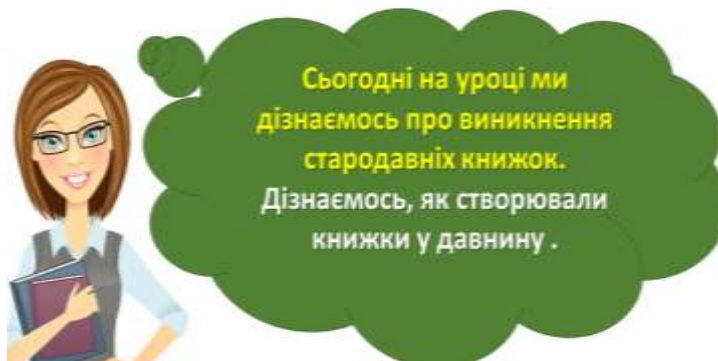 Сьогодні на уроці ми
дізнаємось про виникнення
стародавніх книжок.
Дізнаємось, як створювали
книжки у давнину .